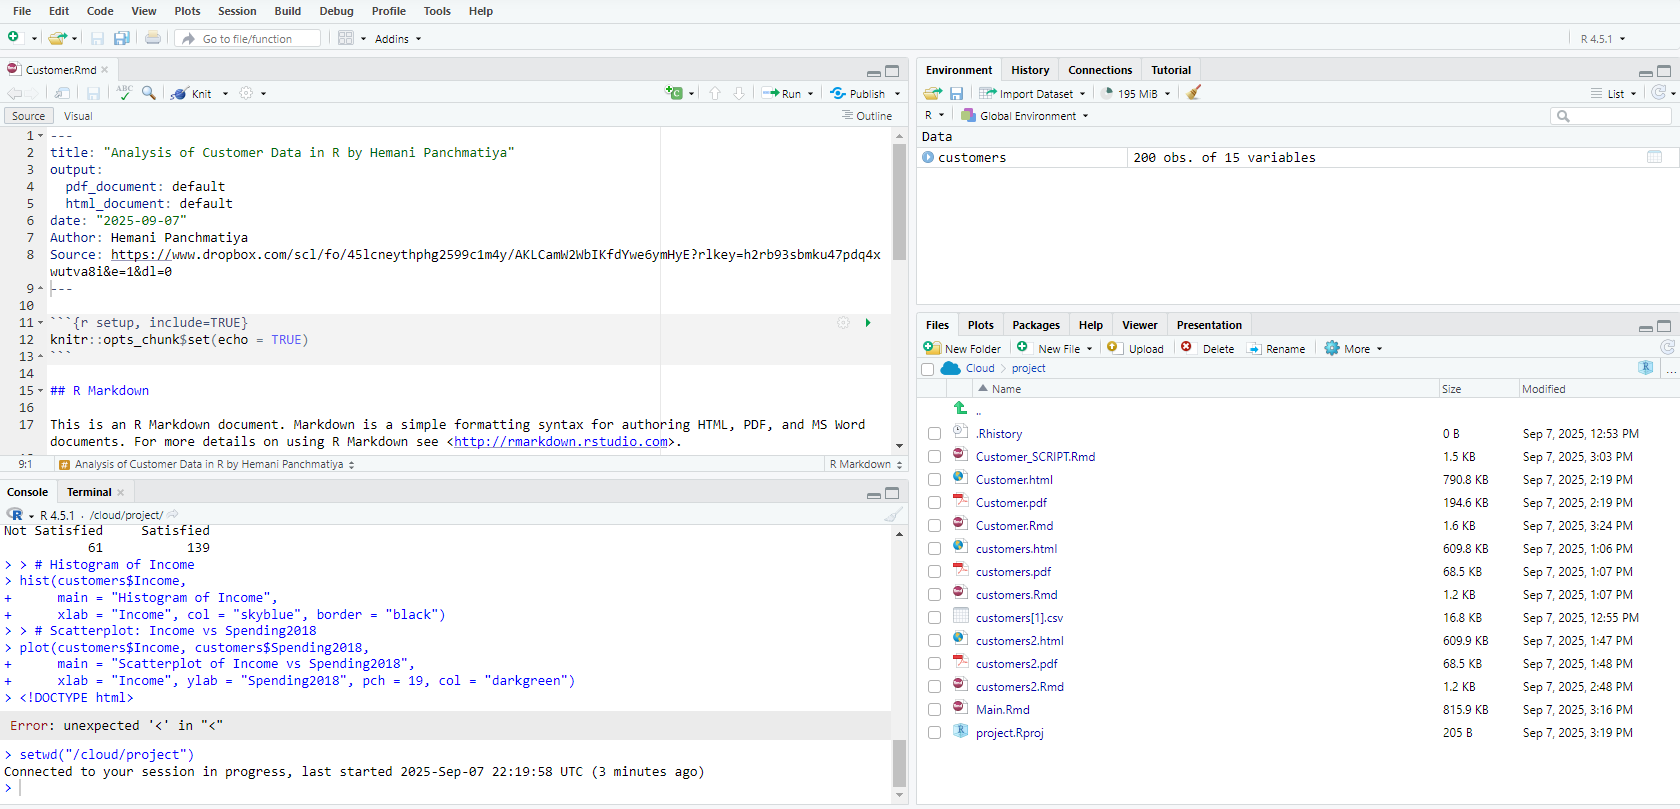 File Edit Code View Plots Session Build Debug Profile Tools Help
Go to file/function Addins R 4.5.1
Customer.Rmd
ABC Knit Run Publish
Source Visual Outline
1 ---
2 title: "Analysis of Customer Data in R by Hemani Panchmatiya"
3 output:
4 pdf_document: default
5 html_document: default
6 date: "2025-09-07"
7 Author: Hemani Panchmatiya
8 Source: https://www.dropbox.com/scl/fo/45lcneythphg2599c1m4y/AKLCamW2WbIKfdYwe6ymHyE?rlkey=h2rb93sbmku47pdq4x
wutva8i&e=1&dl=0
9 ---
10
11 ```{r setup, include=TRUE}
12 knitr::opts_chunk$set(echo = TRUE)
13 ```
14
15 ## R Markdown
16
17 This is an R Markdown document. Markdown is a simple formatting syntax for authoring HTML, PDF, and MS Word
documents. For more details on using R Markdown see <http://rmarkdown.rstudio.com>.
9:1 # Analysis of Customer Data in R by Hemani Panchmatiya R Markdown
Console Terminal
R R 4.5.1 · /cloud/project/
Not Satisfied Satisfied
61 139
> > # Histogram of Income
> hist(customers$Income,
+ main = "Histogram of Income",
+ xlab = "Income", col = "skyblue", border = "black")
> > # Scatterplot: Income vs Spending2018
> plot(customers$Income, customers$Spending2018,
+ main = "Scatterplot of Income vs Spending2018",
+ xlab = "Income", ylab = "Spending2018", pch = 19, col = "darkgreen")
> <!DOCTYPE html>
Error: unexpected '<' in "<"
> setwd("/cloud/project")
Connected to your session in progress, last started 2025-Sep-07 22:19:58 UTC (3 minutes ago)
>
Environment History Connections Tutorial
Import Dataset 195 MiB List
R Global Environment
Data
customers 200 obs. of 15 variables
Files Plots Packages Help Viewer Presentation
New Folder New File Upload Delete Rename More
Cloud project R ...
Name Size Modified
..
.Rhistory 0 B Sep 7, 2025, 12:53 PM
Customer_SCRIPT.Rmd 1.5 KB Sep 7, 2025, 3:03 PM
Customer.html 790.8 KB Sep 7, 2025, 2:19 PM
Customer.pdf 194.6 KB Sep 7, 2025, 2:19 PM
Customer.Rmd 1.6 KB Sep 7, 2025, 3:24 PM
customers.html 609.8 KB Sep 7, 2025, 1:06 PM
customers.pdf 68.5 KB Sep 7, 2025, 1:07 PM
customers.Rmd 1.2 KB Sep 7, 2025, 1:07 PM
customers[1].csv 16.8 KB Sep 7, 2025, 12:55 PM
customers2.html 609.9 KB Sep 7, 2025, 1:47 PM
customers2.pdf 68.5 KB Sep 7, 2025, 1:48 PM
customers2.Rmd 1.2 KB Sep 7, 2025, 2:48 PM
Main.Rmd 815.9 KB Sep 7, 2025, 3:16 PM
project.Rproj 205 B Sep 7, 2025, 3:19 PM